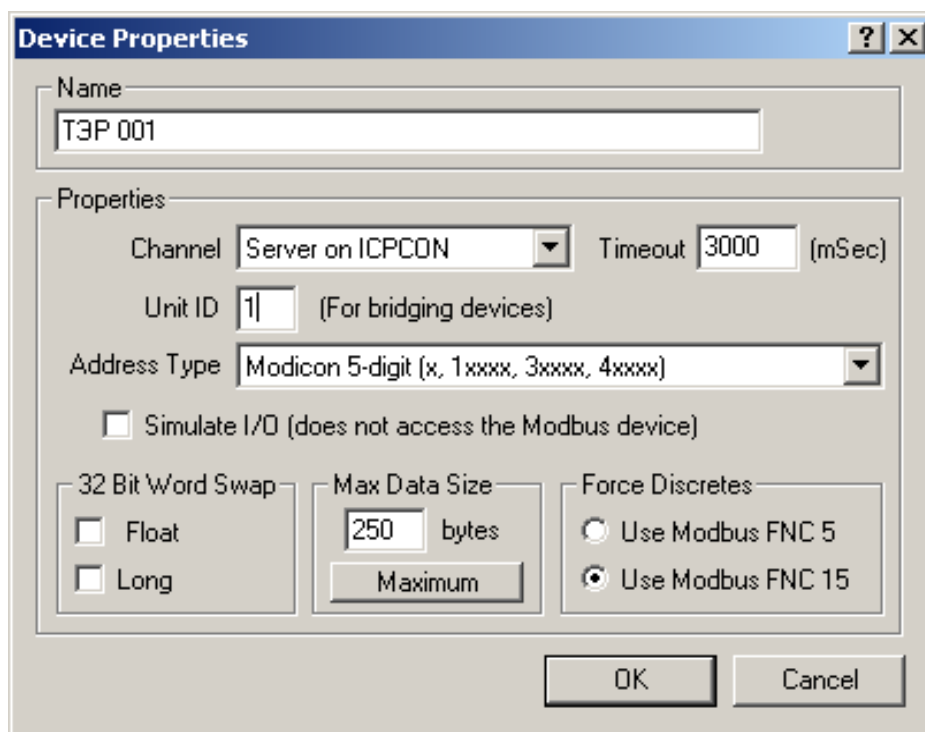 Device Properties
Name
ТЭР 001
Properties
Channel Server on ICPCON Timeout 3000 (mSec)
Unit ID 1 (For bridging devices)
Address Type Modicon 5-digit (x, 1xxxx, 3xxxx, 4xxxx)
Simulate I/O (does not access the Modbus device)
32 Bit Word Swap Max Data Size Force Discretes
Float 250 bytes Use Modbus FNC 5
Long Maximum Use Modbus FNC 15
OK Cancel